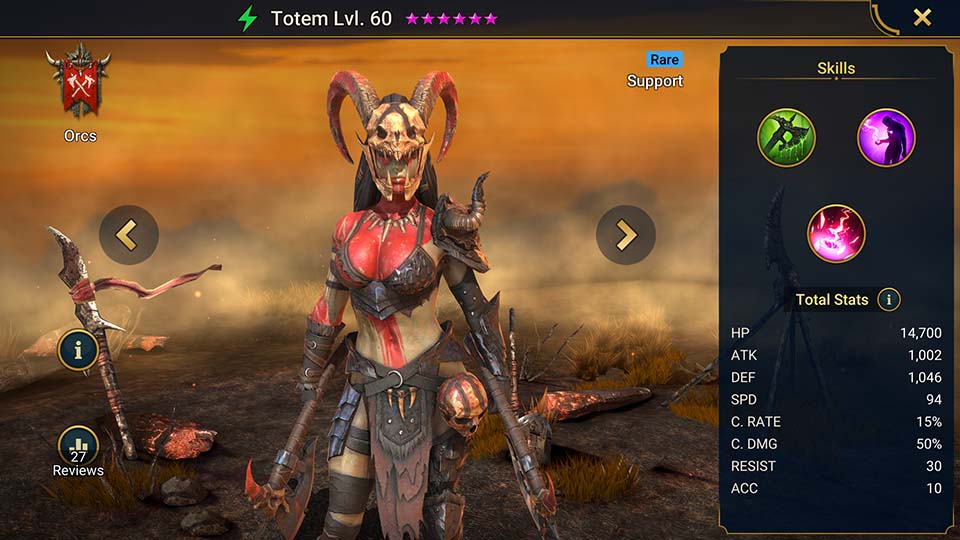 Totem Lvl. 60
Orcs
Rare
Support
Skills
27
Reviews
Total Stats
HP 14,700
ATK 1,002
DEF 1,046
SPD 94
C. RATE 15%
C. DMG 50%
RESIST 30
ACC 10